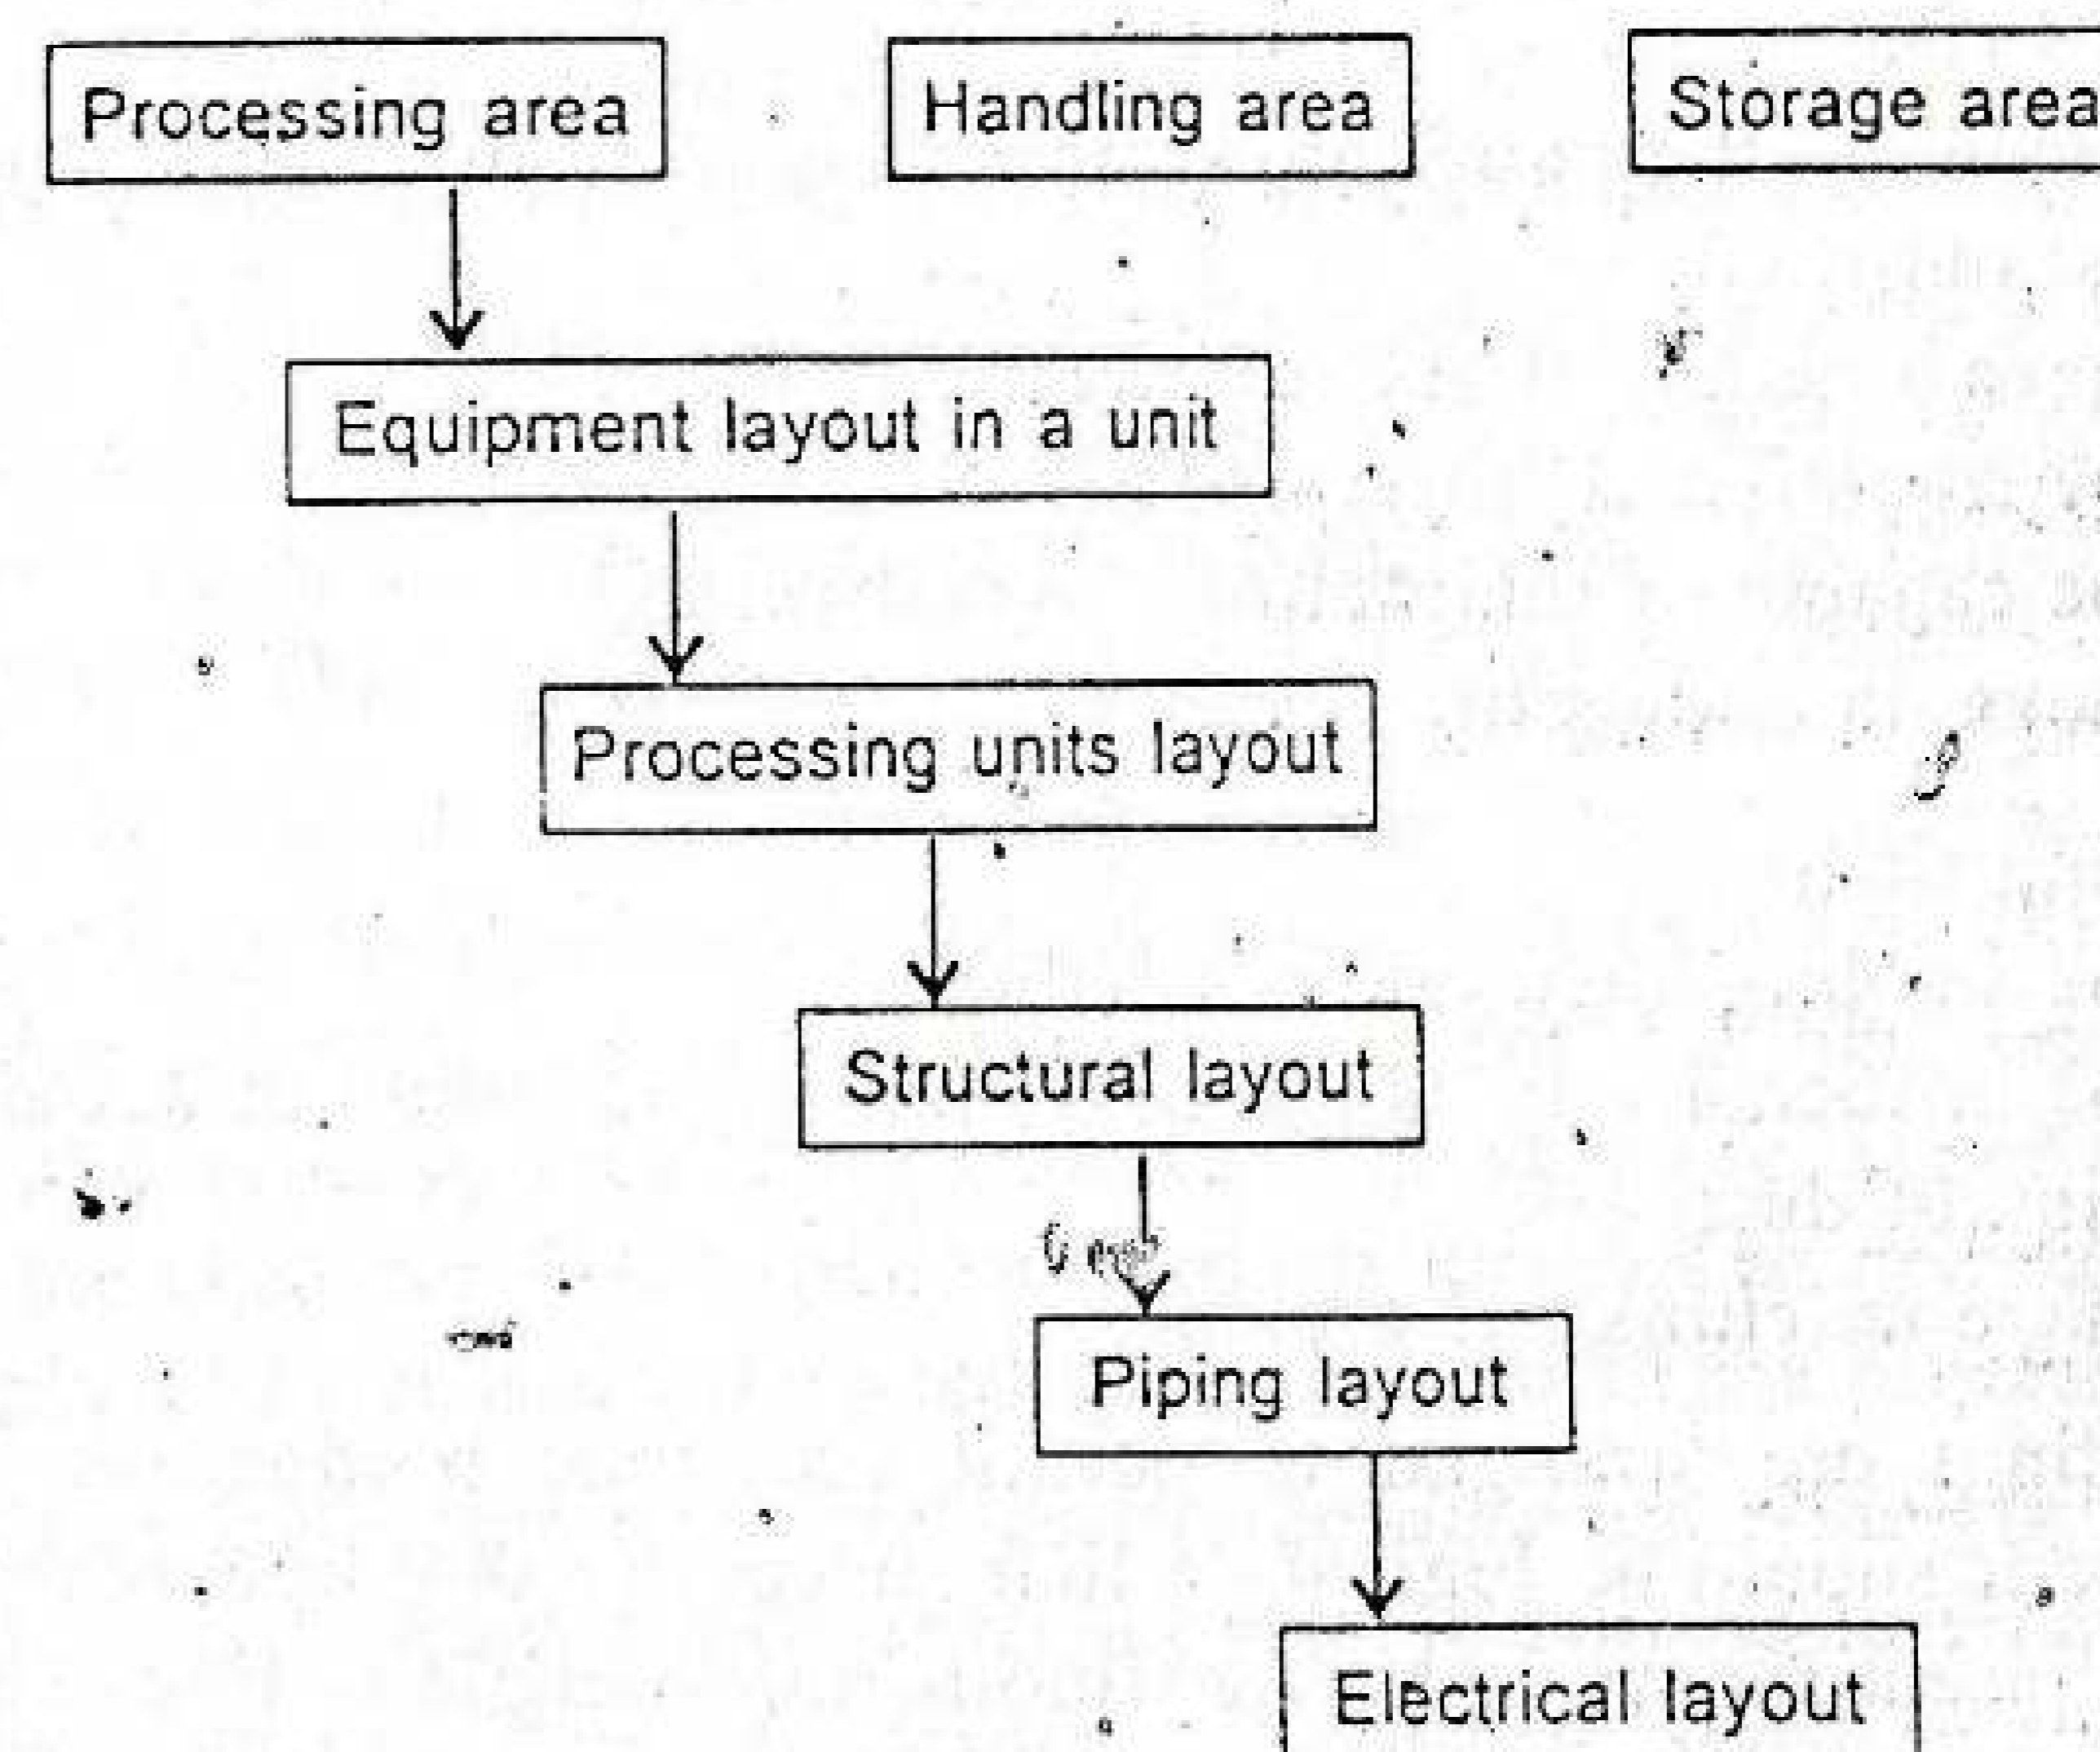 Processing area
Handling area
Storage area
Equipment layout in a unit
Processing units layout
Structural layout
Piping layout
Electrical layout